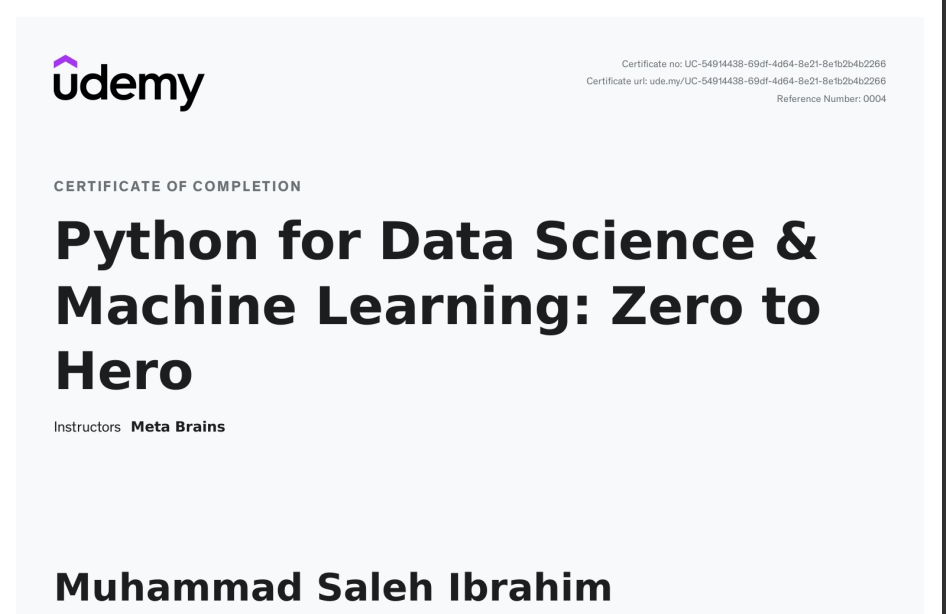 udemy
Certificate no: UC-54914438-69df-4d64-8e21-8e1b2b4b2266
Certificate url: ude.my/UC-54914438-69df-4d64-8e21-8e1b2b4b2266
Reference Number: 0004
CERTIFICATE OF COMPLETION
Python for Data Science &
Machine Learning: Zero to
Hero
Instructors Meta Brains
Muhammad Saleh Ibrahim